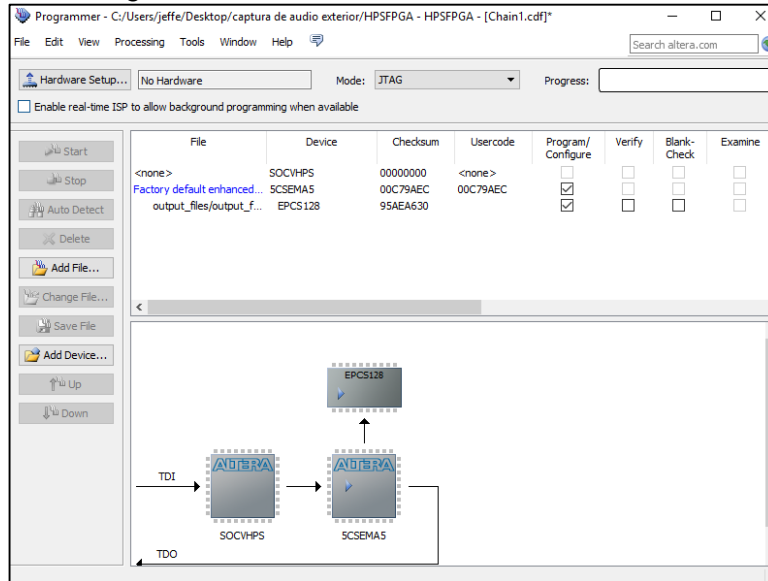 Programmer - C:/Users/jeffe/Desktop/captura de audio exterior/HPSFPGA - HPSFPGA - [Chain1.cdf]*
File Edit View Processing Tools Window Help
Search altera.com
Hardware Setup... No Hardware Mode: JTAG Progress:
Enable real-time ISP to allow background programming when available
Start
Stop
Auto Detect
Delete
Add File...
Change File...
Save File
Add Device...
Up
Down
File Device Checksum Usercode Program/ Verify Blank- Examine
Configure Check
<none> SOCVHPS 00000000 <none>
Factory default enhanced... 5CSEMA5 00C79AEC 00C79AEC
output_files/output_f... EPCS128 95AEA630
EPCS128
ALTERA ALTERA
TDI
SOCVHPS 5CSEMA5
TDO